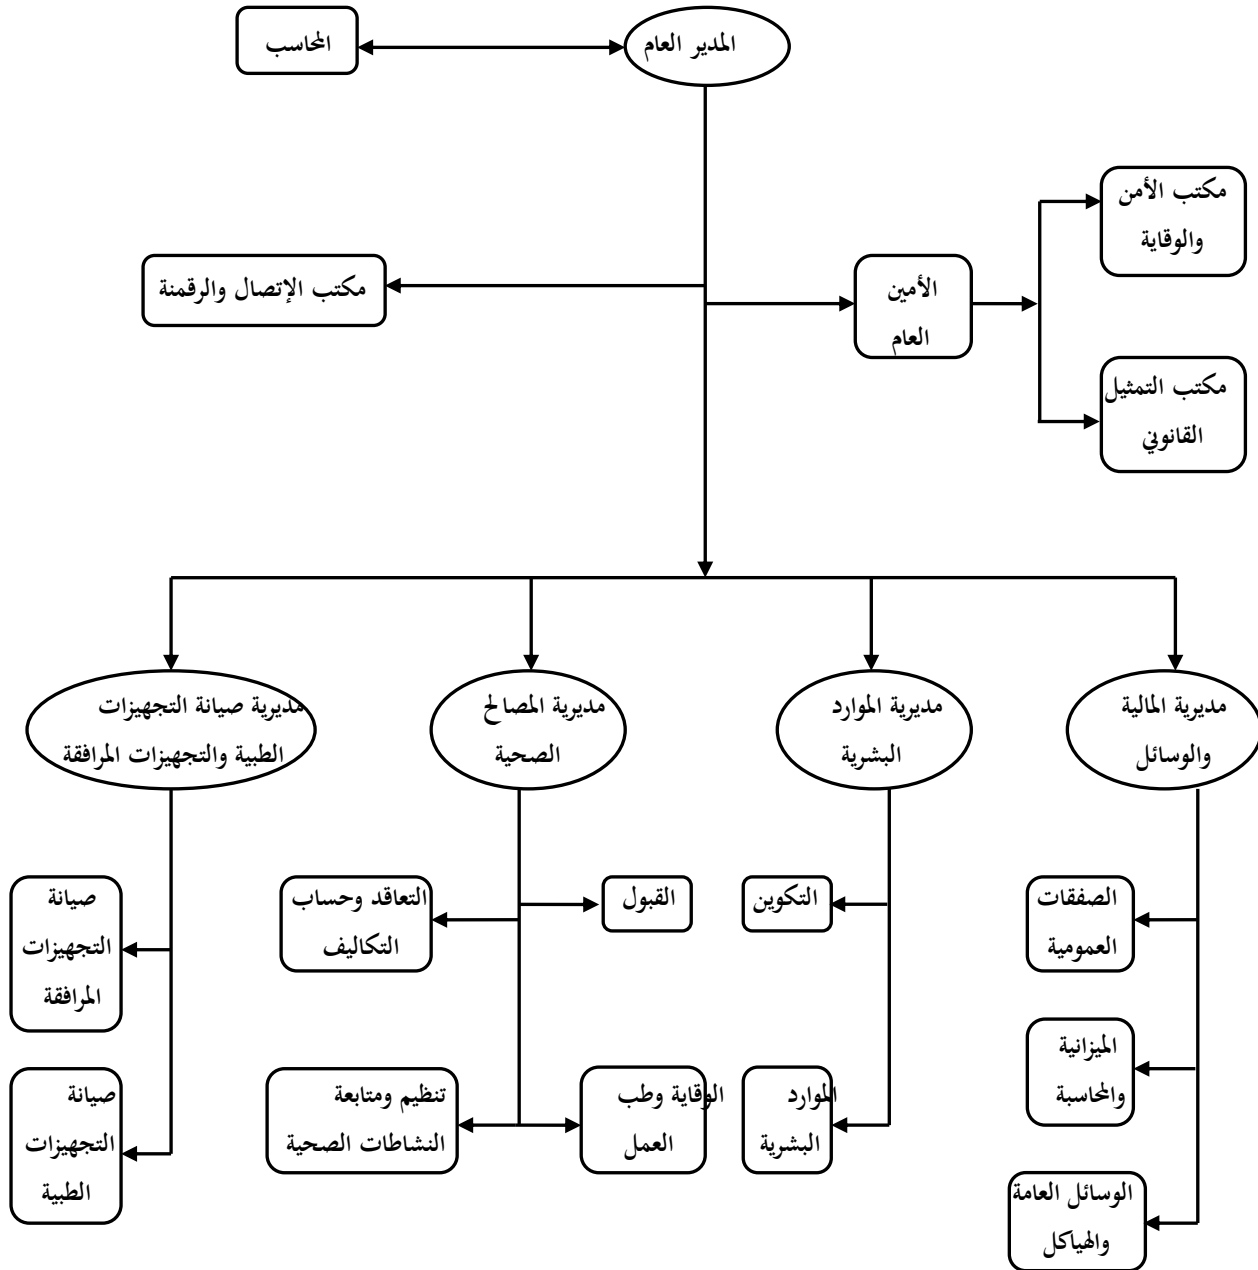 المدير العام
المحاسب
مكتب الأمن
والوقاية
مكتب الإتصال والرقمنة
الأمين
العام
مكتب التمثيل
القانوني
مديرية المالية
والوسائل
مديرية الموارد
البشرية
مديرية المصالح
الصحية
مديرية صيانة التجهيزات
الطبية والتجهيزات المرافقة
الصفقات
العمومية
الميزانية
والمحاسبة
الوسائل العامة
والهياكل
التكوين
الموارد
البشرية
القبول
التعاقد وحساب
التكاليف
الوقاية وطب
العمل
تنظيم ومتابعة
النشاطات الصحية
صيانة
التجهيزات
المرافقة
صيانة
التجهيزات
الطبية